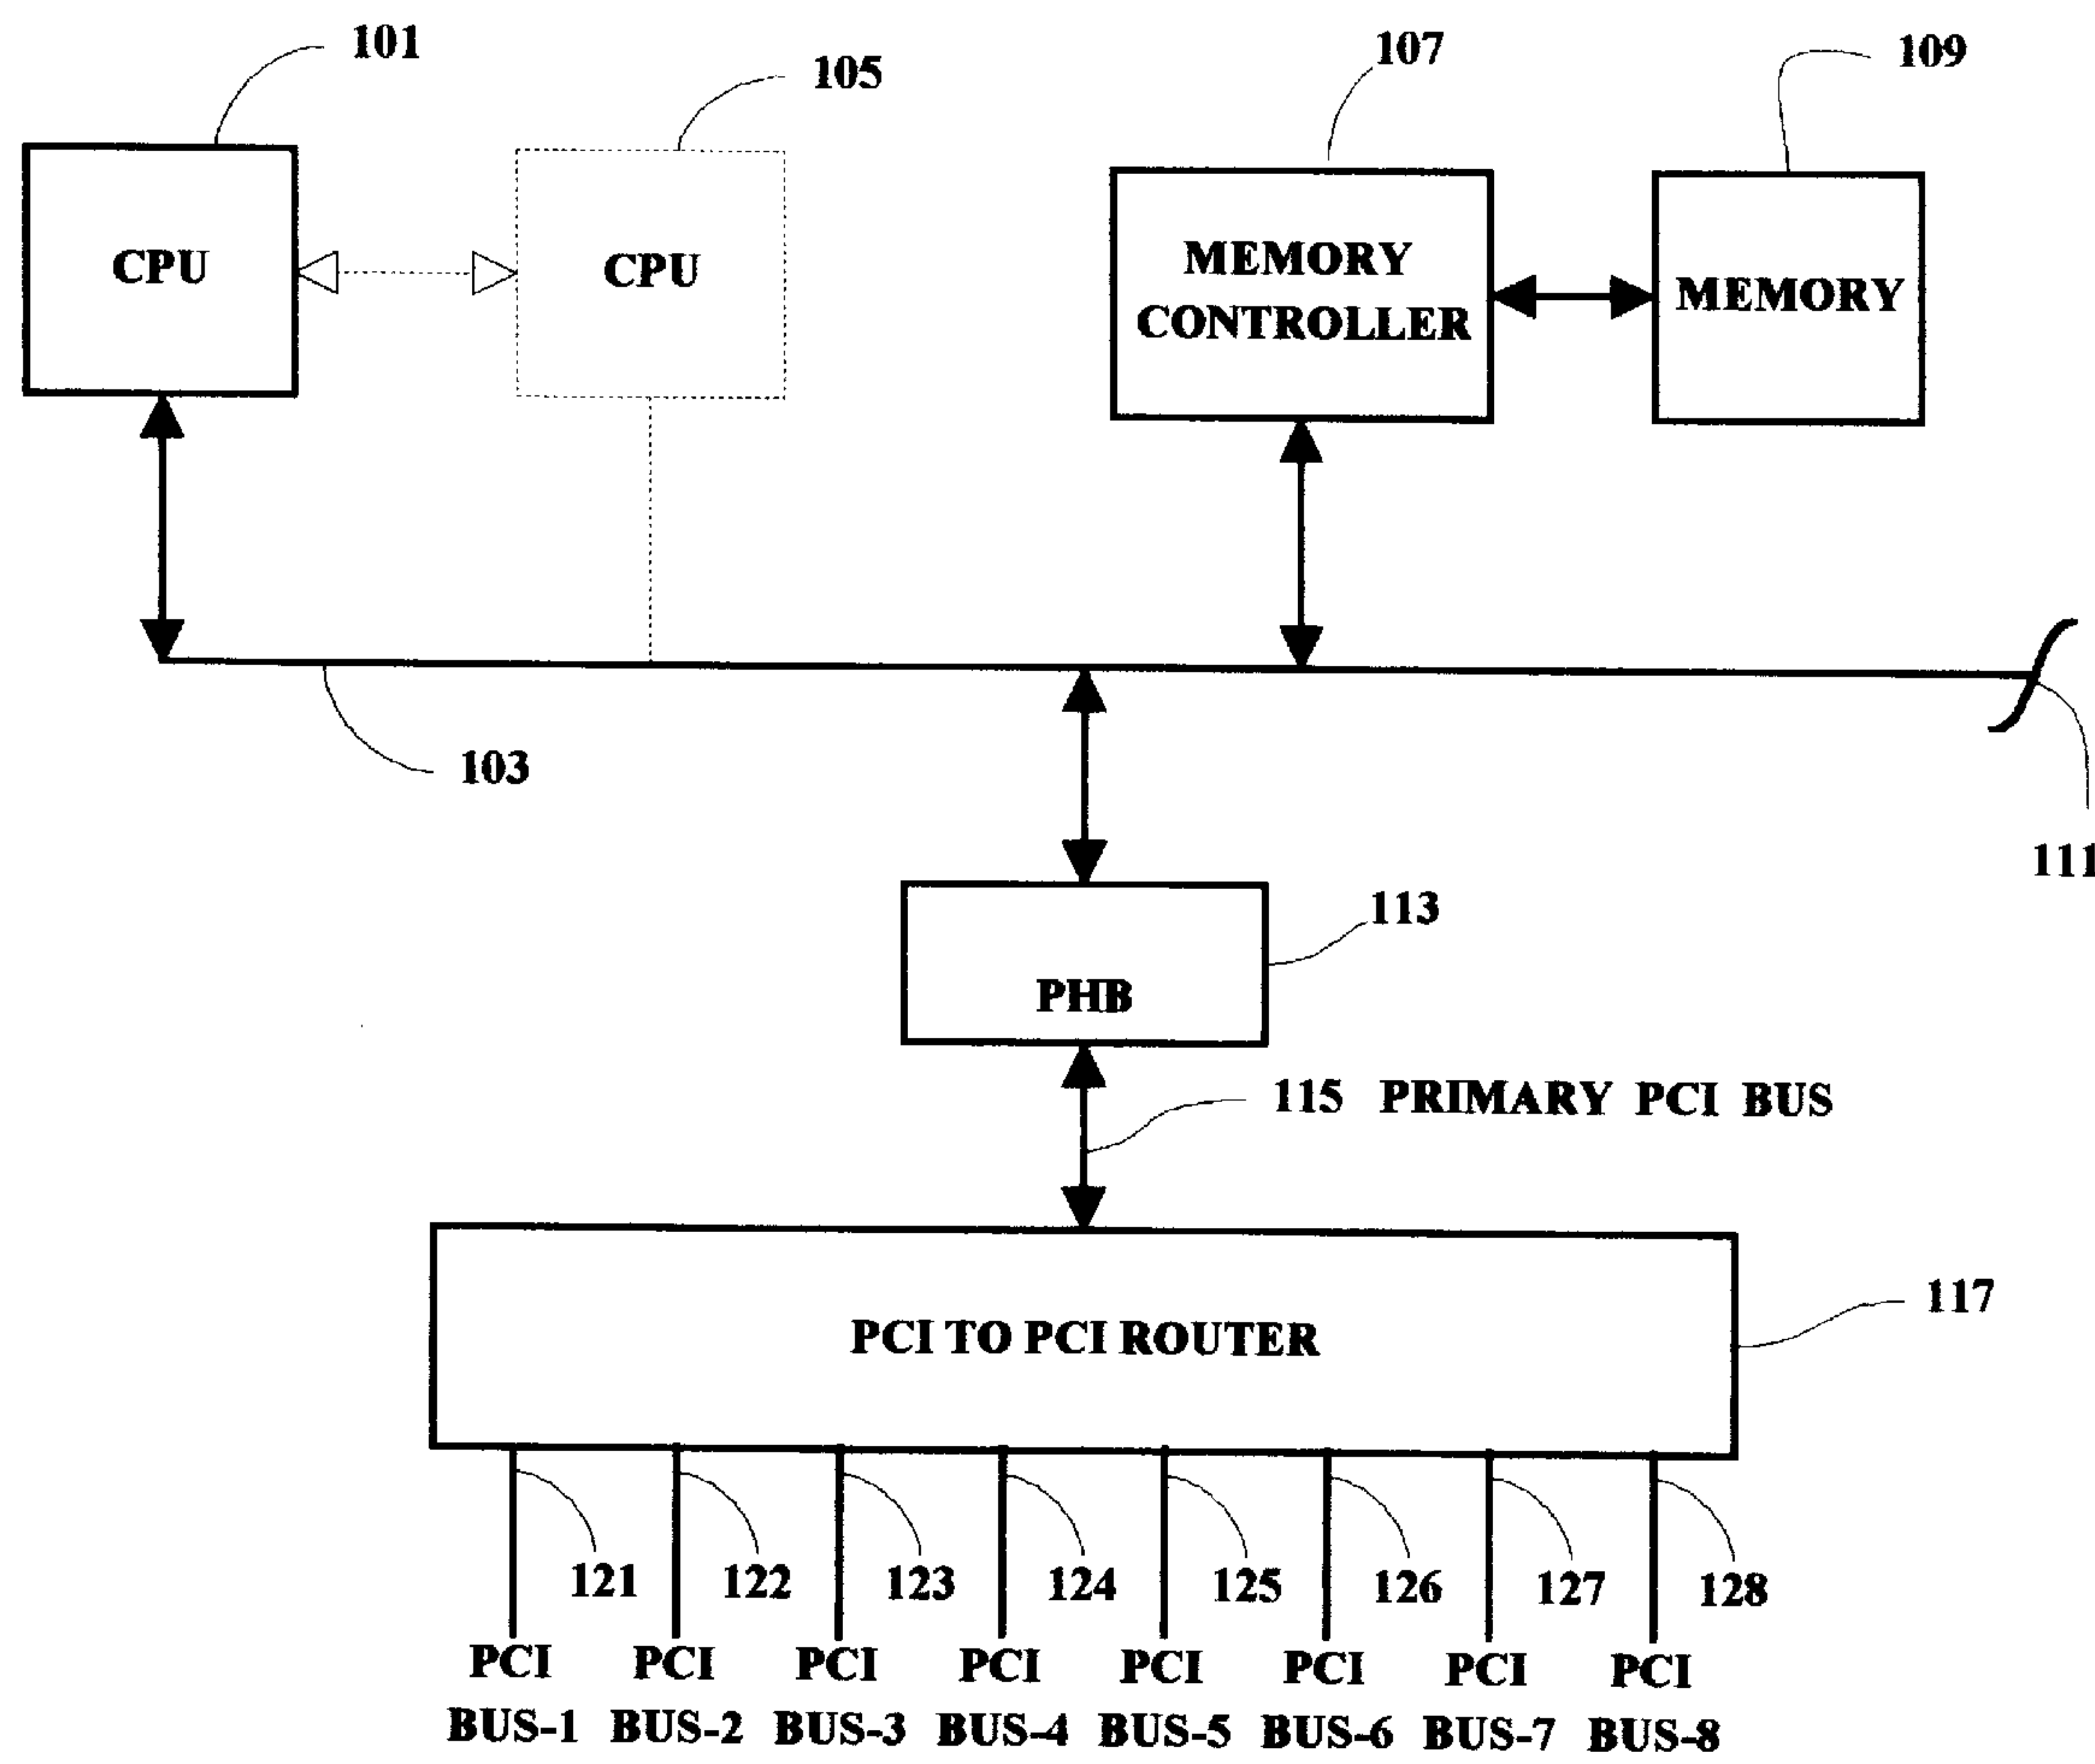 101
105
107
109
CPU
CPU
MEMORY
CONTROLLER
MEMORY
103
111
113
PHB
115 PRIMARY PCI BUS
117
PCI TO PCI ROUTER
121
122
123
124
125
126
127
128
PCI
BUS-1
PCI
BUS-2
PCI
BUS-3
PCI
BUS-4
PCI
BUS-5
PCI
BUS-6
PCI
BUS-7
PCI
BUS-8